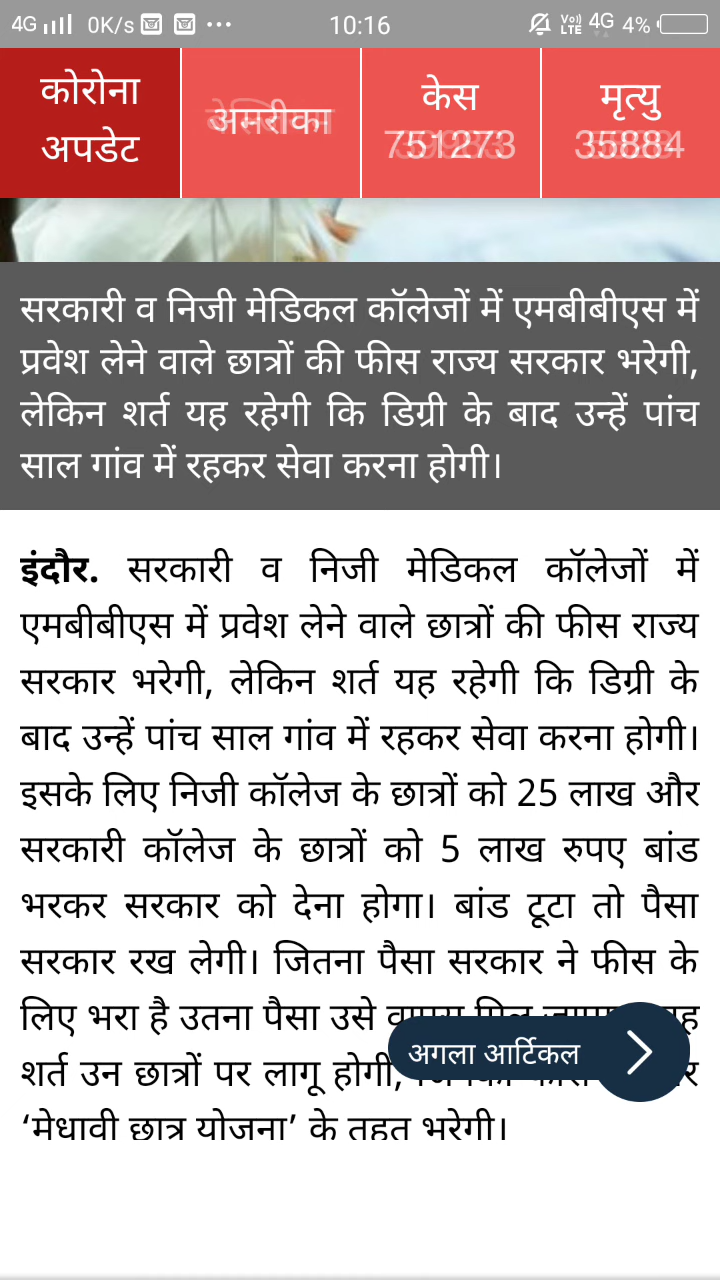 4G 0K/s ... 10:16 4G 4%
कोरोना
अपडेट
केस
मृत्यु
सरकारी व निजी मेडिकल कॉलेजों में एमबीबीएस में
प्रवेश लेने वाले छात्रों की फीस राज्य सरकार भरेगी,
लेकिन शर्त यह रहेगी कि डिग्री के बाद उन्हें पांच
साल गांव में रहकर सेवा करना होगी।
इंदौर. सरकारी व निजी मेडिकल कॉलेजों में
एमबीबीएस में प्रवेश लेने वाले छात्रों की फीस राज्य
सरकार भरेगी, लेकिन शर्त यह रहेगी कि डिग्री के
बाद उन्हें पांच साल गांव में रहकर सेवा करना होगी।
इसके लिए निजी कॉलेज के छात्रों को 25 लाख और
सरकारी कॉलेज के छात्रों को 5 लाख रुपए बांड
भरकर सरकार को देना होगा। बांड टूटा तो पैसा
सरकार रख लेगी। जितना पैसा सरकार ने फीस के
लिए भरा है उतना पैसा उसे
शर्त उन छात्रों पर लागू होगी,
अगला आर्टिकल
‘मेधावी छात्र योजना’ के तहत भरेगी।